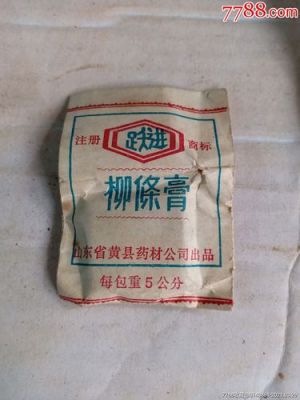 7788.com
注册 跃进 商标
柳條膏
山东省黄县药材公司出品
每包重5公分